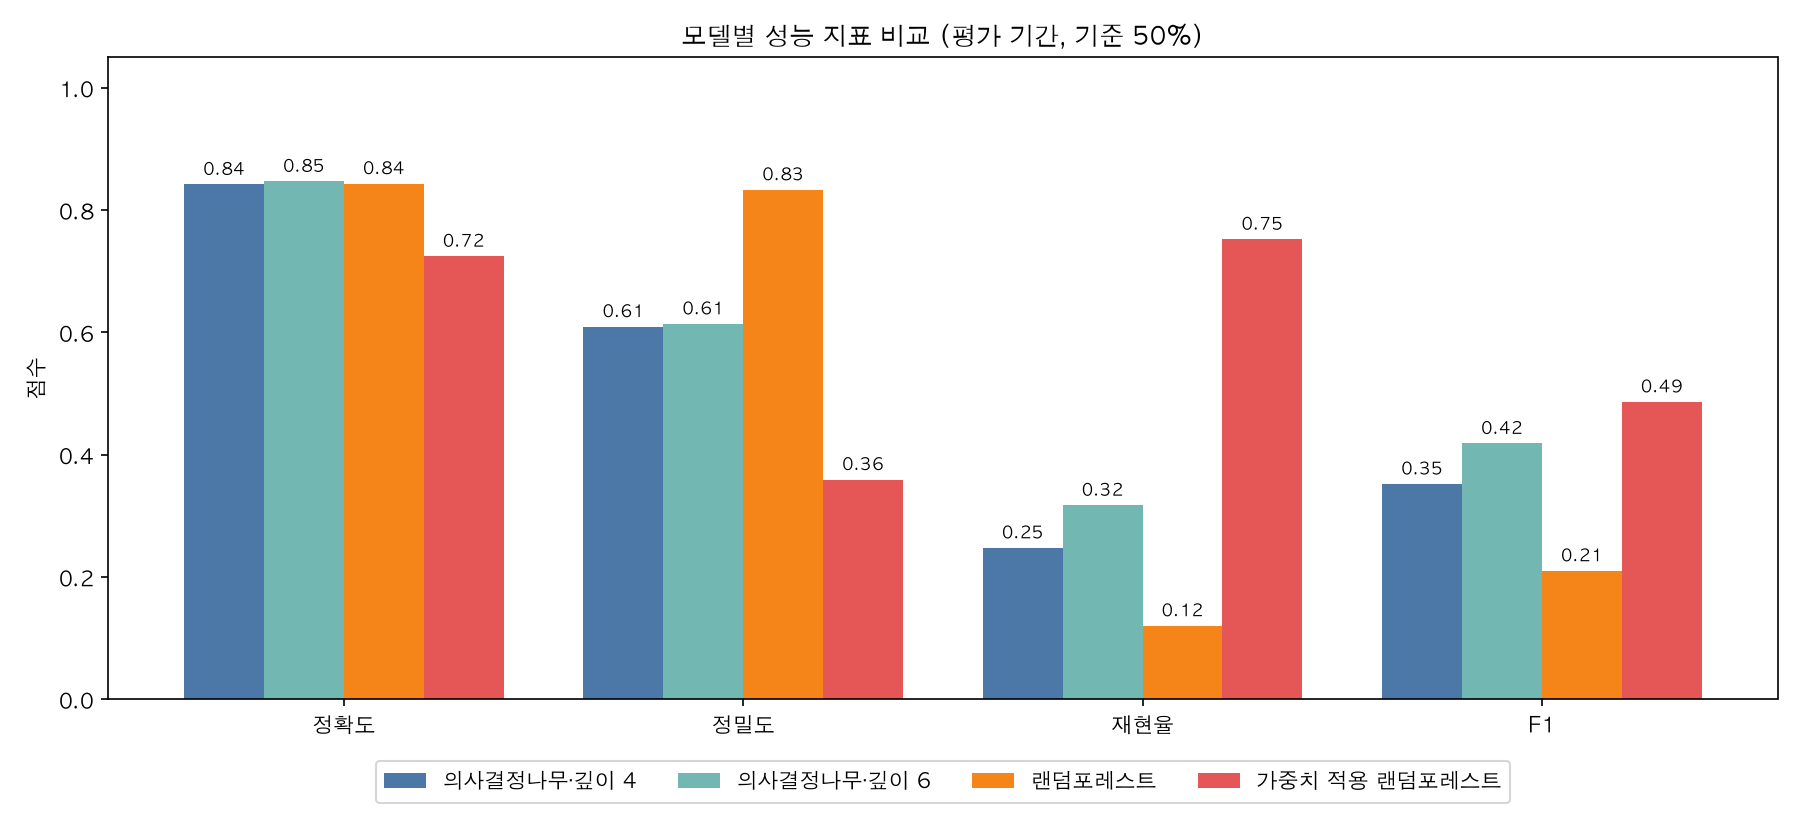 모델별 성능 지표 비교 (평가 기간, 기준 50%)
점수
1.0
0.8
0.6
0.4
0.2
0.0
0.84 0.85 0.84 0.72
0.61 0.61 0.83 0.36
0.25 0.32 0.12 0.75
0.35 0.42 0.21 0.49
정확도 정밀도 재현율 F1
의사결정나무·깊이 4 의사결정나무·깊이 6 랜덤포레스트 가중치 적용 랜덤포레스트